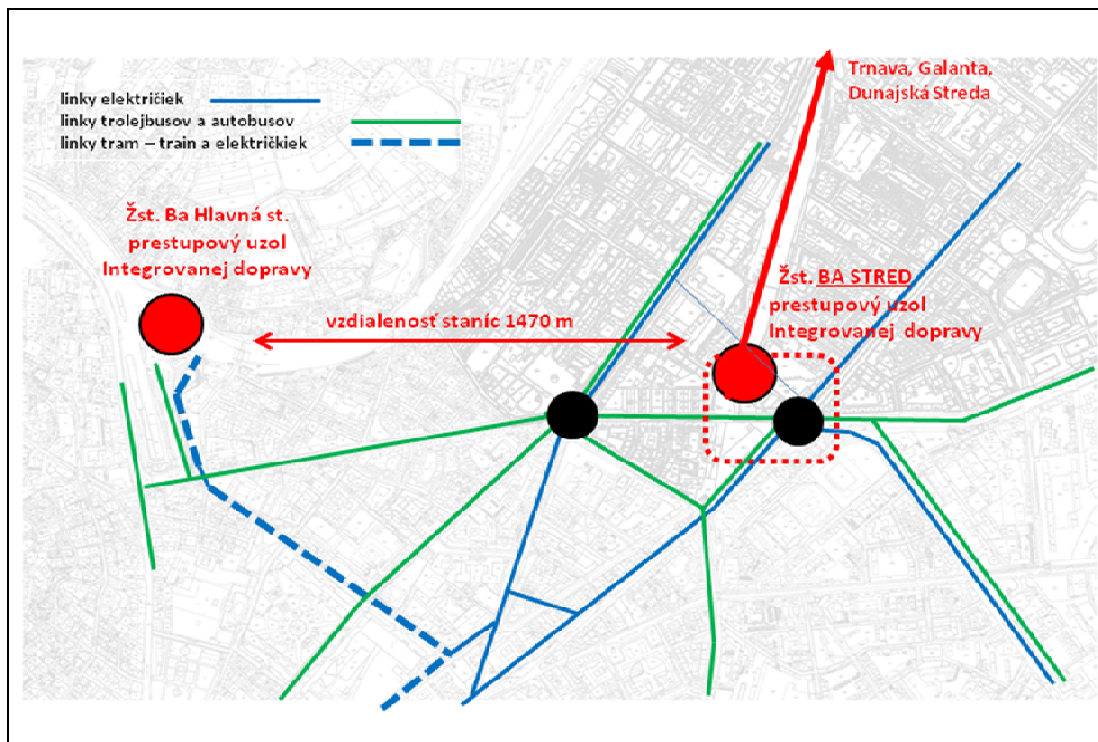 linky električiek
linky trolejbusov a autobusov
linky tram – train a električkiek
Trnava, Galanta,
Dunajská Streda
Žst. Ba Hlavná st.
prestupový uzol
Integrovanej dopravy
vzdialenosť staníc 1470 m
Žst. BA STRED
prestupový uzol
Integrovanej dopravy